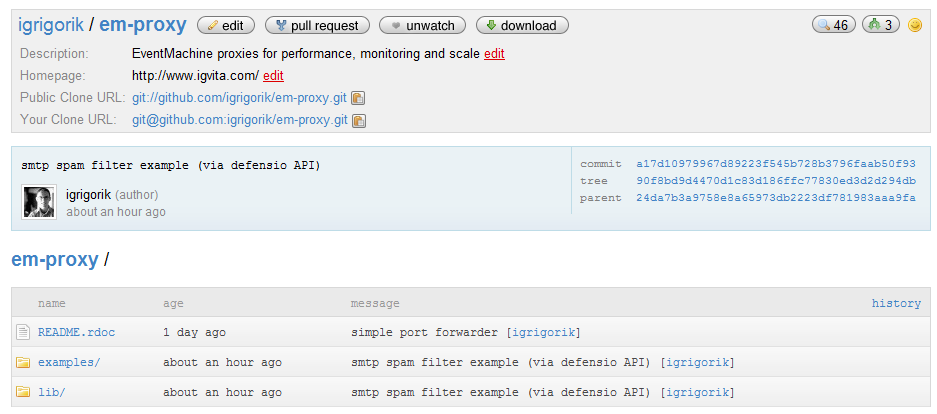 igrigorik / em-proxy edit pull request unwatch download 46 3
Description: EventMachine proxies for performance, monitoring and scale edit
Homepage: http://www.igvita.com/ edit
Public Clone URL: git://github.com/igrigorik/em-proxy.git
Your Clone URL: git@github.com:igrigorik/em-proxy.git
smtp spam filter example (via defensio API)
igrigorik (author)
about an hour ago
commit a17d10979967d89223f545b728b3796faab50f93
tree 90f8bd9d4470d1c83d186ffc77830ed3d2d294db
parent 24da7b3a9758e8a65973db2223df781983aaa9fa
em-proxy /
name age message history
README.rdoc 1 day ago simple port forwarder [igrigorik]
examples/ about an hour ago smtp spam filter example (via defensio API) [igrigorik]
lib/ about an hour ago smtp spam filter example (via defensio API) [igrigorik]